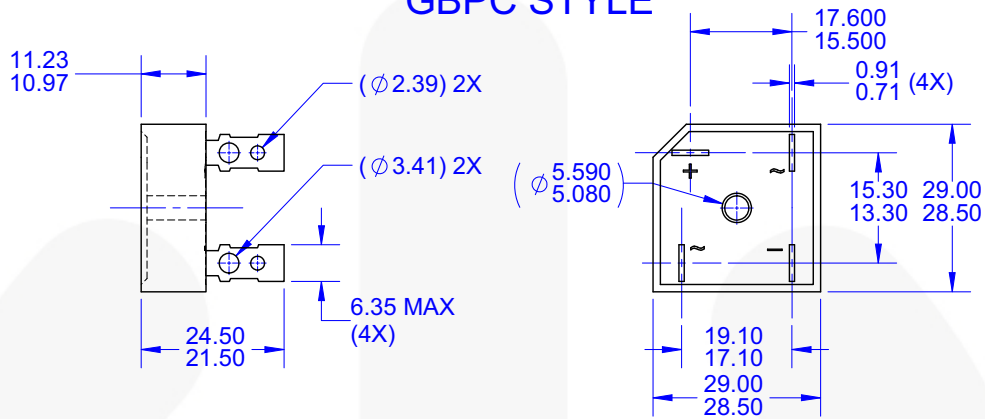 GBPC STYLE
11.23
10.97
(⌀2.39) 2X
(⌀3.41) 2X
6.35 MAX
(4X)
24.50
21.50
17.600
15.500
0.91
0.71 (4X)
(⌀5.590
5.080)
+ ~
~ −
15.30 29.00
13.30 28.50
19.10
17.10
29.00
28.50